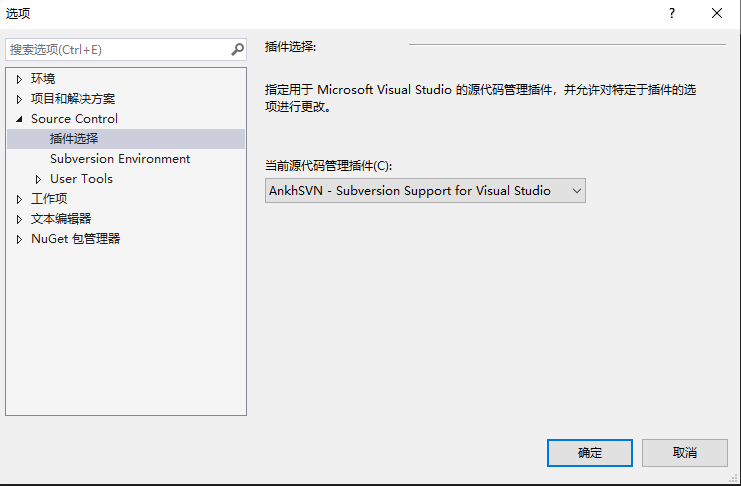 选项
?
搜索选项(Ctrl+E)
环境
项目和解决方案
Source Control
插件选择
Subversion Environment
User Tools
工作项
文本编辑器
NuGet 包管理器
插件选择:
指定用于 Microsoft Visual Studio 的源代码管理插件，并允许对特定于插件的选
项进行更改。
当前源代码管理插件(C):
AnkhSVN - Subversion Support for Visual Studio
确定
取消